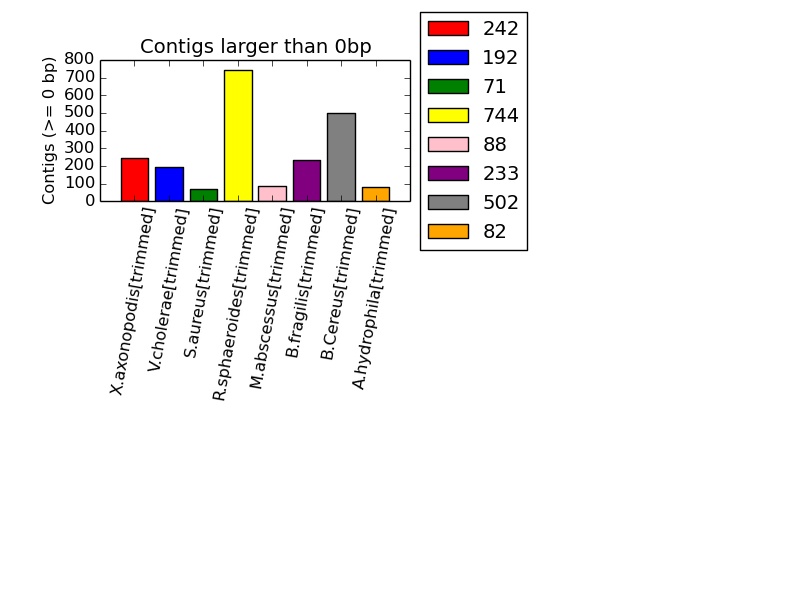 Contigs larger than 0bp
Contigs (>= 0 bp)
800
700
600
500
400
300
200
100
0
X.axonopodis[trimmed]
V.cholerae[trimmed]
S.aureus[trimmed]
R.sphaeroides[trimmed]
M.abscessus[trimmed]
B.fragilis[trimmed]
B.Cereus[trimmed]
A.hydrophila[trimmed]
242
192
71
744
88
233
502
82